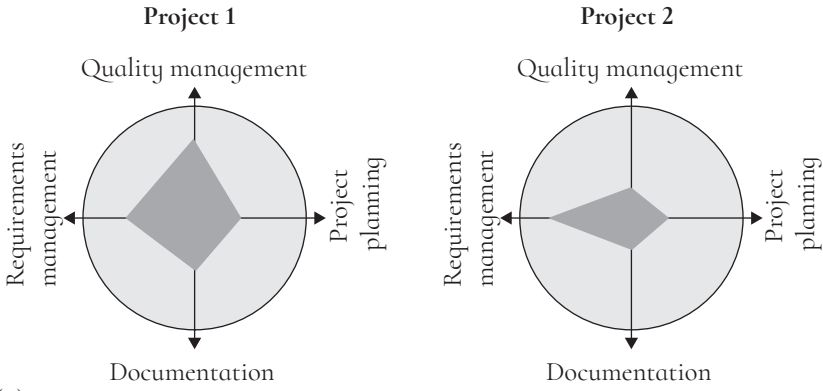 Project 1
Quality management
Requirements
management
Project
planning
Documentation
Project 2
Quality management
Requirements
management
Project
planning
Documentation